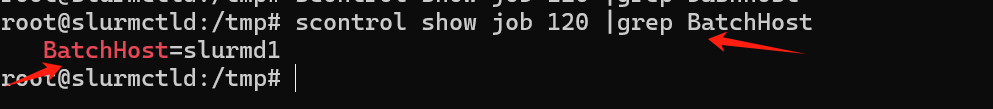 root@slurmctld:/tmp# scontrol show job 120 |grep BatchHost
BatchHost=slurmd1
root@slurmctld:/tmp#